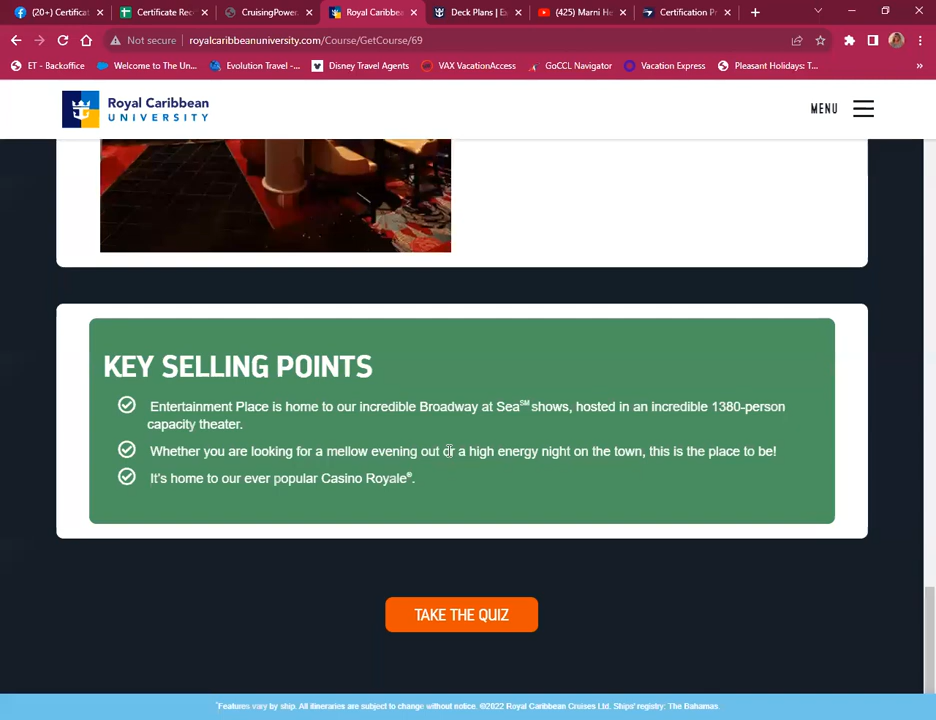 (20+) Certificat
Certificate Rec
CruisingPower.
Royal Caribbea
Deck Plans | E
(425) Marni He
Certification Pr
Not secure
royalcaribbeanuniversity.com/Course/GetCourse/69
ET - Backoffice
Welcome to The Un...
Evolution Travel -...
Disney Travel Agents
VAX VacationAccess
GoCCL Navigator
Vacation Express
Pleasant Holidays: T...
»
Royal Caribbean
UNIVERSITY
MENU
KEY SELLING POINTS
Entertainment Place is home to our incredible Broadway at Sea℠ shows, hosted in an incredible 1380-person
capacity theater.
Whether you are looking for a mellow evening out or a high energy night on the town, this is the place to be!
It's home to our ever popular Casino Royale®.
TAKE THE QUIZ
*Features vary by ship. All itineraries are subject to change without notice. ©2022 Royal Caribbean Cruises Ltd. Ships' registry: The Bahamas.